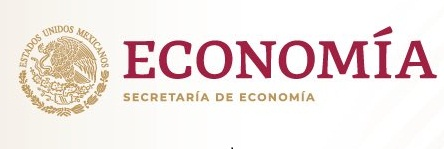 ESTADOS UNIDOS MEXICANOS
ECONOMÍA
SECRETARÍA DE ECONOMÍA